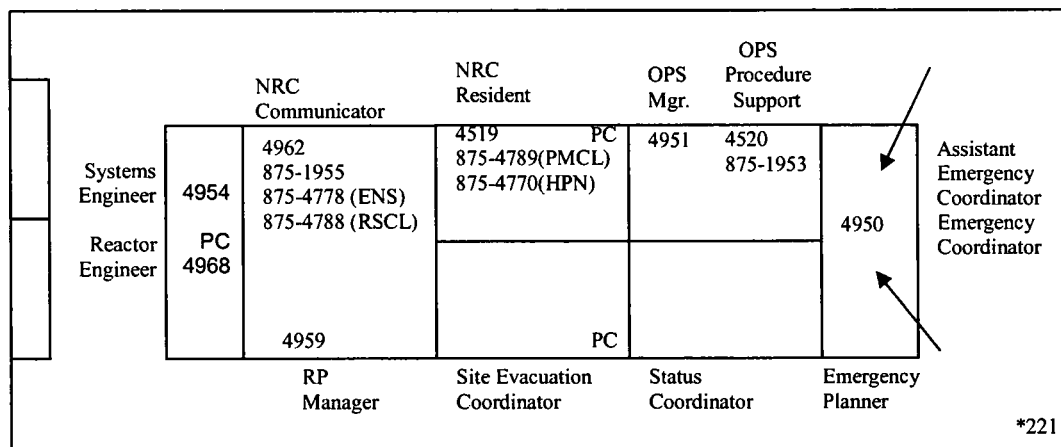 NRC
Communicator
NRC
Resident
OPS
Mgr.
OPS
Procedure
Support
Systems
Engineer
4954
Reactor
Engineer
PC
4968
4962
875-1955
875-4778 (ENS)
875-4788 (RSCL)
4519 PC
875-4789(PMCL)
875-4770(HPN)
4951
4520
875-1953
4950
Assistant
Emergency
Coordinator
Emergency
Coordinator
4959
PC
RP
Manager
Site Evacuation
Coordinator
Status
Coordinator
Emergency
Planner
*221